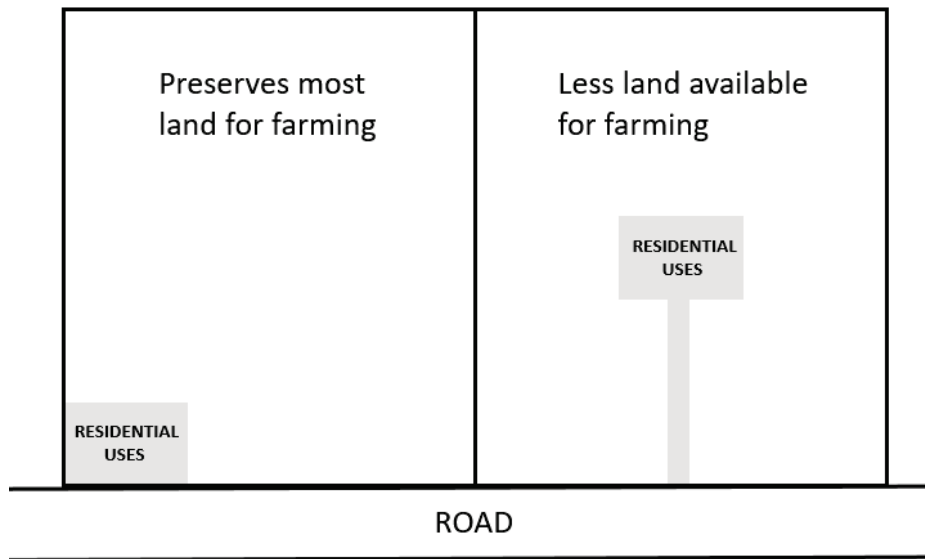 Preserves most
land for farming
Less land available
for farming
RESIDENTIAL
USES
RESIDENTIAL
USES
ROAD